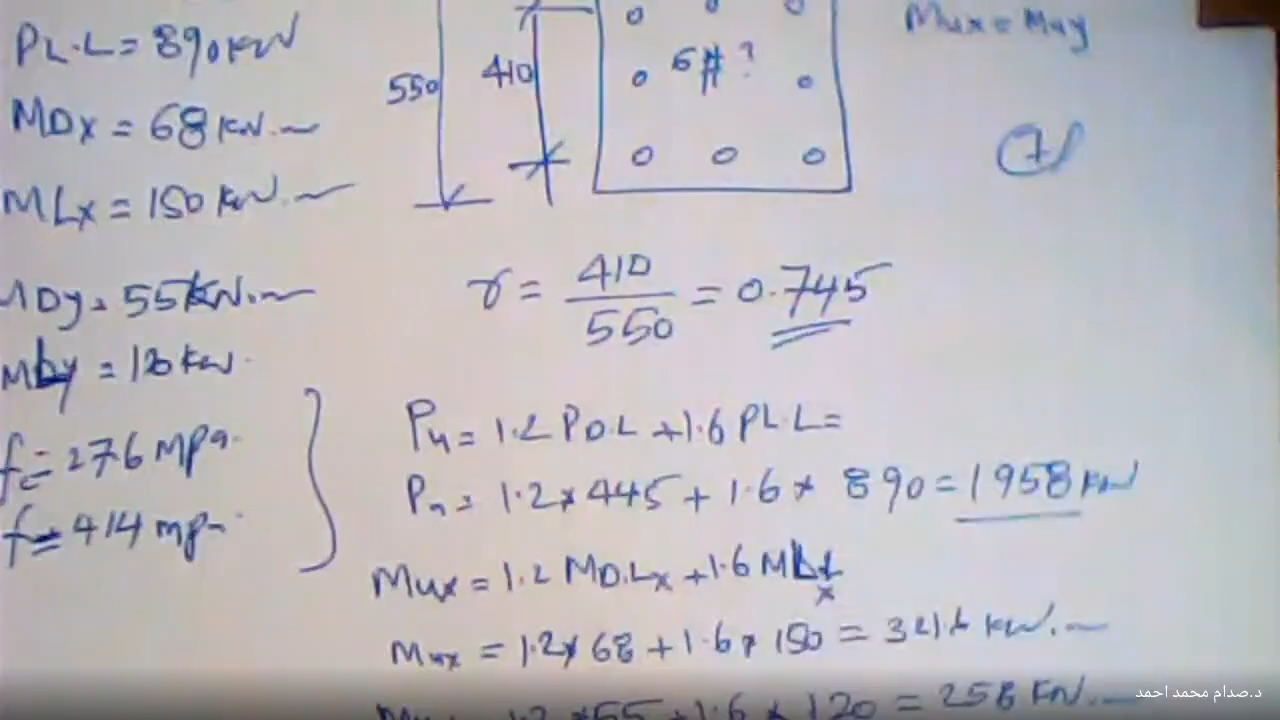 PL.L = 890 kN
MDx = 68 kN.m
MLx = 150 kN.m
MDy = 55 kN.m
MLy = 120 kN.
fc = 27.6 MPa
fy = 414 mpa
550
410
6# ?
Mux = Muy
7
γ = 410/550 = 0.745
Pu = 1.2 PD.L + 1.6 PL.L =
Pu = 1.2 * 445 + 1.6 * 890 = 1958 kN
Mux = 1.2 MD.Lx + 1.6 MLLx
Mux = 1.2 * 68 + 1.6 * 150 = 321.6 kN.m
1.2 * 55 + 1.6 * 120 = 258 kN.m
د.صدام محمد احمد